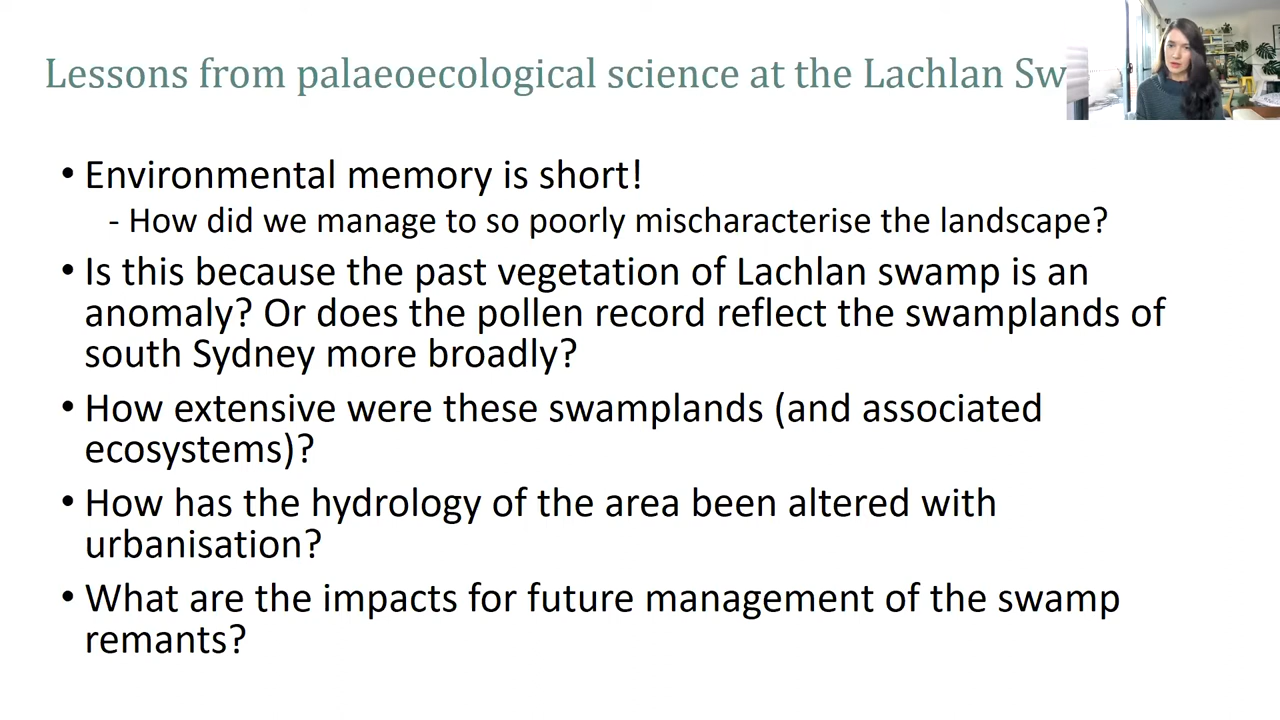 Lessons from palaeoecological science at the Lachlan Sw
• Environmental memory is short!
- How did we manage to so poorly mischaracterise the landscape?
• Is this because the past vegetation of Lachlan swamp is an
anomaly? Or does the pollen record reflect the swamplands of
south Sydney more broadly?
• How extensive were these swamplands (and associated
ecosystems)?
• How has the hydrology of the area been altered with
urbanisation?
• What are the impacts for future management of the swamp
remants?